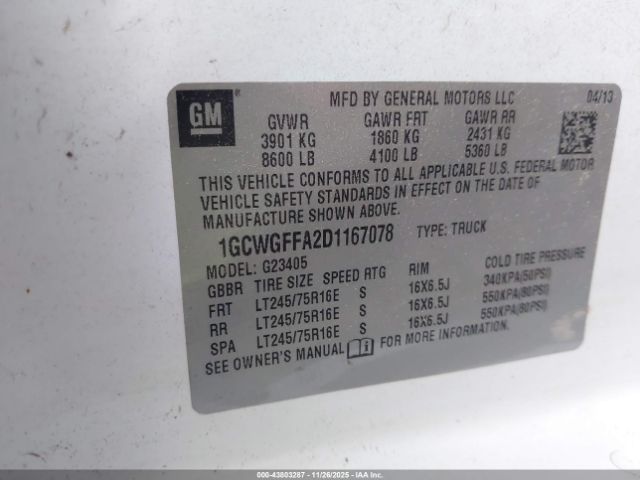 GM ®
MFD BY GENERAL MOTORS LLC 04/13
GVWR GAWR FRT GAWR RR
3901 KG 1860 KG 2431 KG
8600 LB 4100 LB 5360 LB
THIS VEHICLE CONFORMS TO ALL APPLICABLE U.S. FEDERAL MOTOR
VEHICLE SAFETY STANDARDS IN EFFECT ON THE DATE OF
MANUFACTURE SHOWN ABOVE.
1GCWGFFA2D1167078 TYPE: TRUCK
MODEL: G23405
GBBR TIRE SIZE SPEED RTG RIM COLD TIRE PRESSURE
FRT LT245/75R16E S 16X6.5J 340KPA(50PSI)
RR LT245/75R16E S 16X6.5J 550KPA(80PSI)
SPA LT245/75R16E S 16X6.5J 550KPA(80PSI)
SEE OWNER'S MANUAL i FOR MORE INFORMATION.
000-43803287 - 11/26/2025 - IAAI.COM